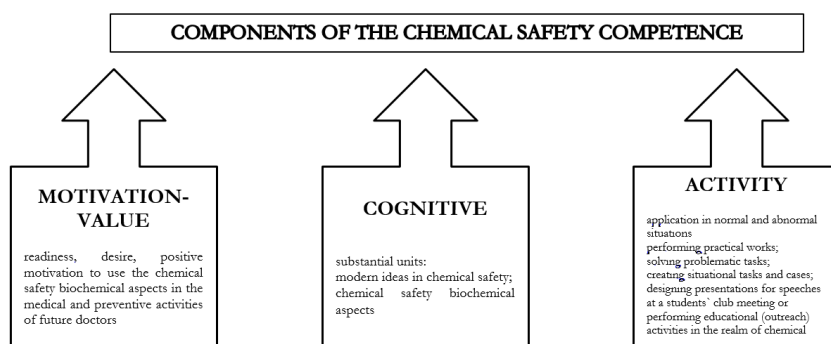 COMPONENTS OF THE CHEMICAL SAFETY COMPETENCE
MOTIVATION-
VALUE
readiness, desire, positive
motivation to use the chemical
safety biochemical aspects in the
medical and preventive activities
of future doctors
COGNITIVE
substantial units:
modern ideas in chemical safety;
chemical safety biochemical
aspects
ACTIVITY
application in normal and abnormal
situations
performing practical works;
solving problematic tasks;
creating situational tasks and cases;
designing presentations for speeches
at a students` club meeting or
performing educational (outreach)
activities in the realm of chemical